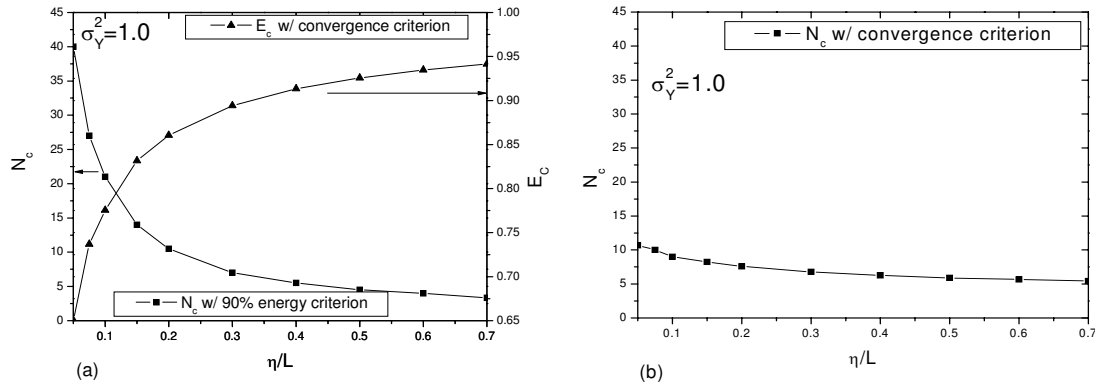 σ_Y^2=1.0
E_c w/ convergence criterion
N_c w/ 90% energy criterion
45
40
35
30
25
20
15
10
5
0
N_c
1.00
0.95
0.90
0.85
0.80
0.75
0.70
0.65
E_C
0.1 0.2 0.3 0.4 0.5 0.6 0.7
η/L
(a)
N_c w/ convergence criterion
σ_Y^2=1.0
45
40
35
30
25
20
15
10
5
0
N_c
0.1 0.2 0.3 0.4 0.5 0.6 0.7
η/L
(b)